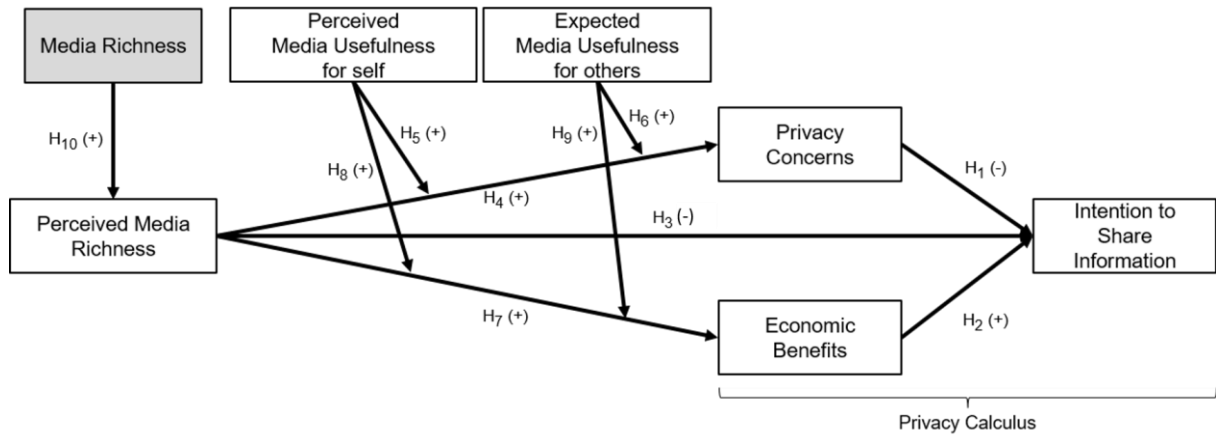 Media Richness
Perceived
Media Usefulness
for self
Expected
Media Usefulness
for others
H10 (+)
H5 (+)
H8 (+)
H9 (+)
H6 (+)
Privacy
Concerns
H1 (-)
H4 (+)
Perceived Media
Richness
H3 (-)
Intention to
Share
Information
H7 (+)
Economic
Benefits
H2 (+)
Privacy Calculus